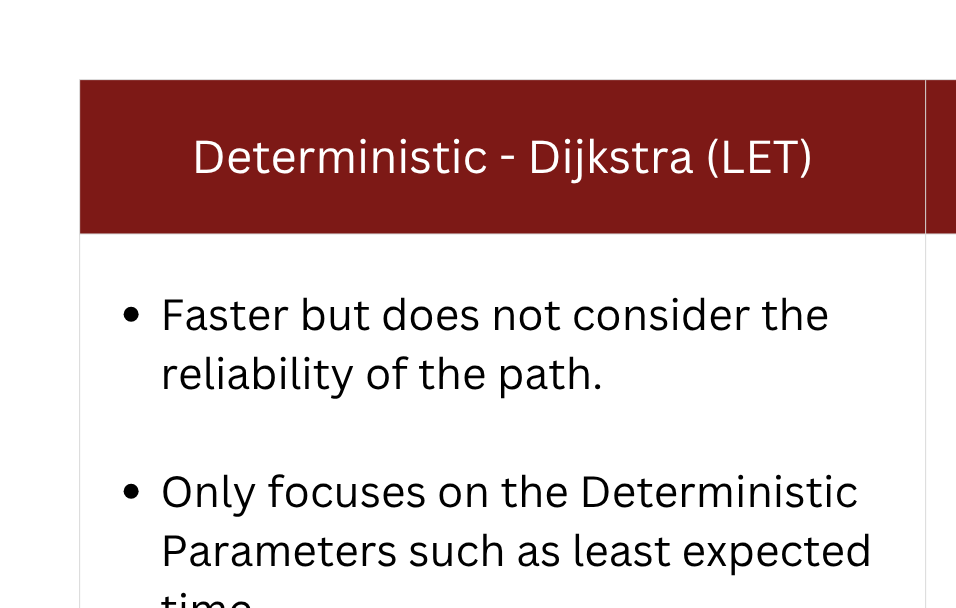 Deterministic - Dijkstra (LET)
• Faster but does not consider the
reliability of the path.
• Only focuses on the Deterministic
Parameters such as least expected
time